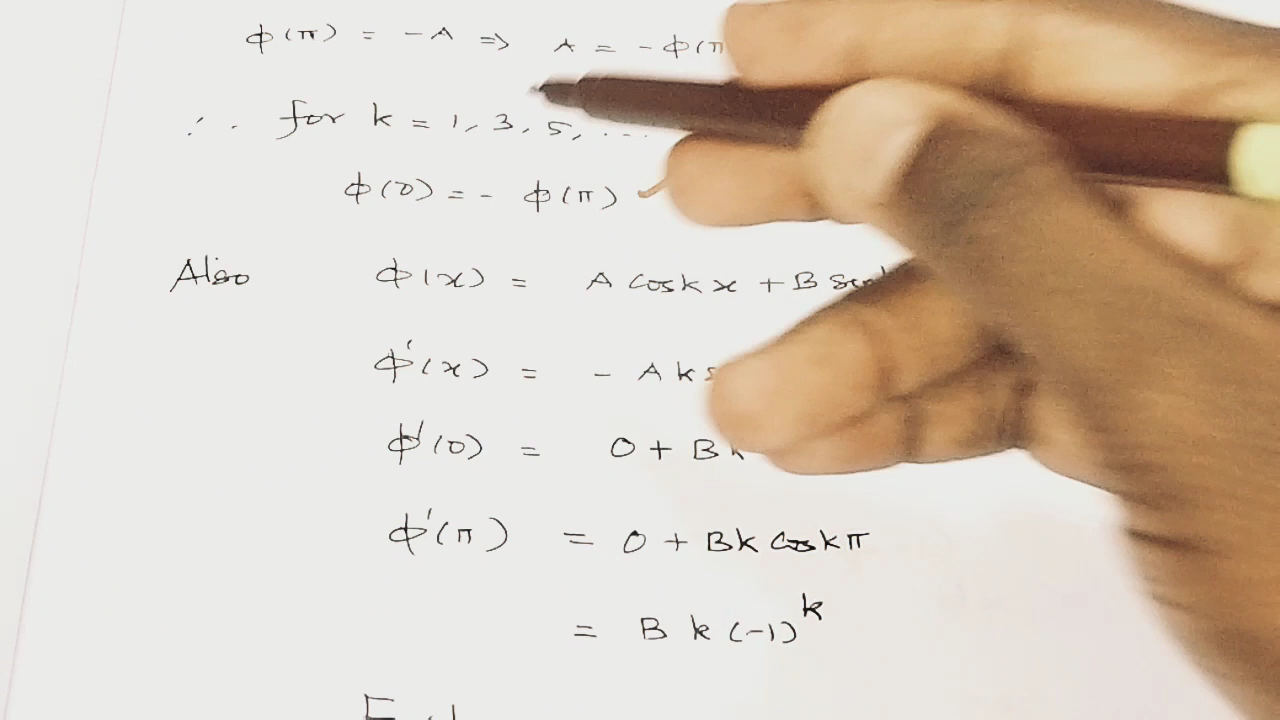 ϕ(π) = -A ⇒ A = -ϕ(π
∴ for k = 1, 3, 5, ....
ϕ(0) = - ϕ(π)
Also ϕ(x) = A cos kx + B
ϕ'(x) = - A k
ϕ'(0) = 0 + B
ϕ'(π) = 0 + Bk cos kπ
= B k (-1)^k